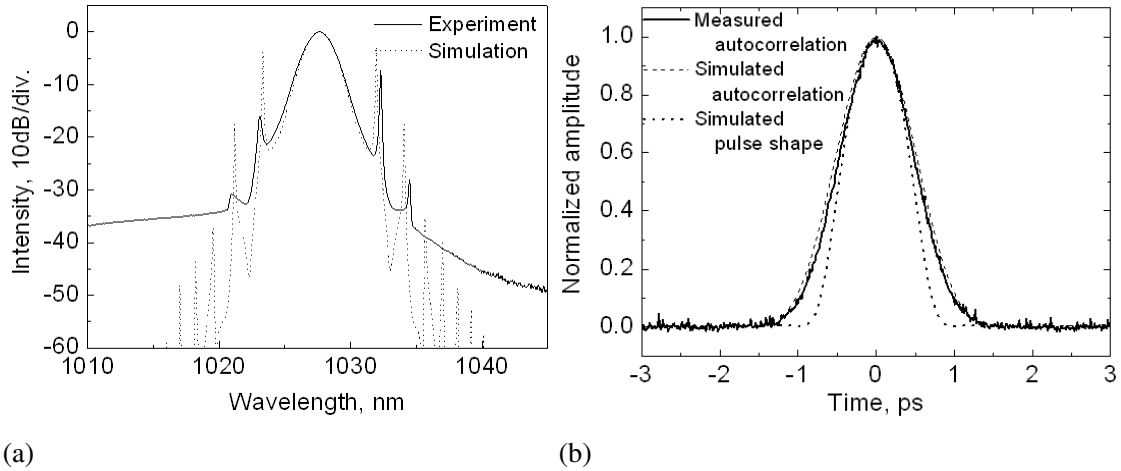 0
-10
-20
-30
-40
-50
-60
Intensity, 10dB/div.
Experiment
Simulation
1010
1020
1030
1040
Wavelength, nm
(a)
1.0
0.8
0.6
0.4
0.2
0.0
Normalized amplitude
Measured
autocorrelation
Simulated
autocorrelation
Simulated
pulse shape
-3
-2
-1
0
1
2
3
Time, ps
(b)